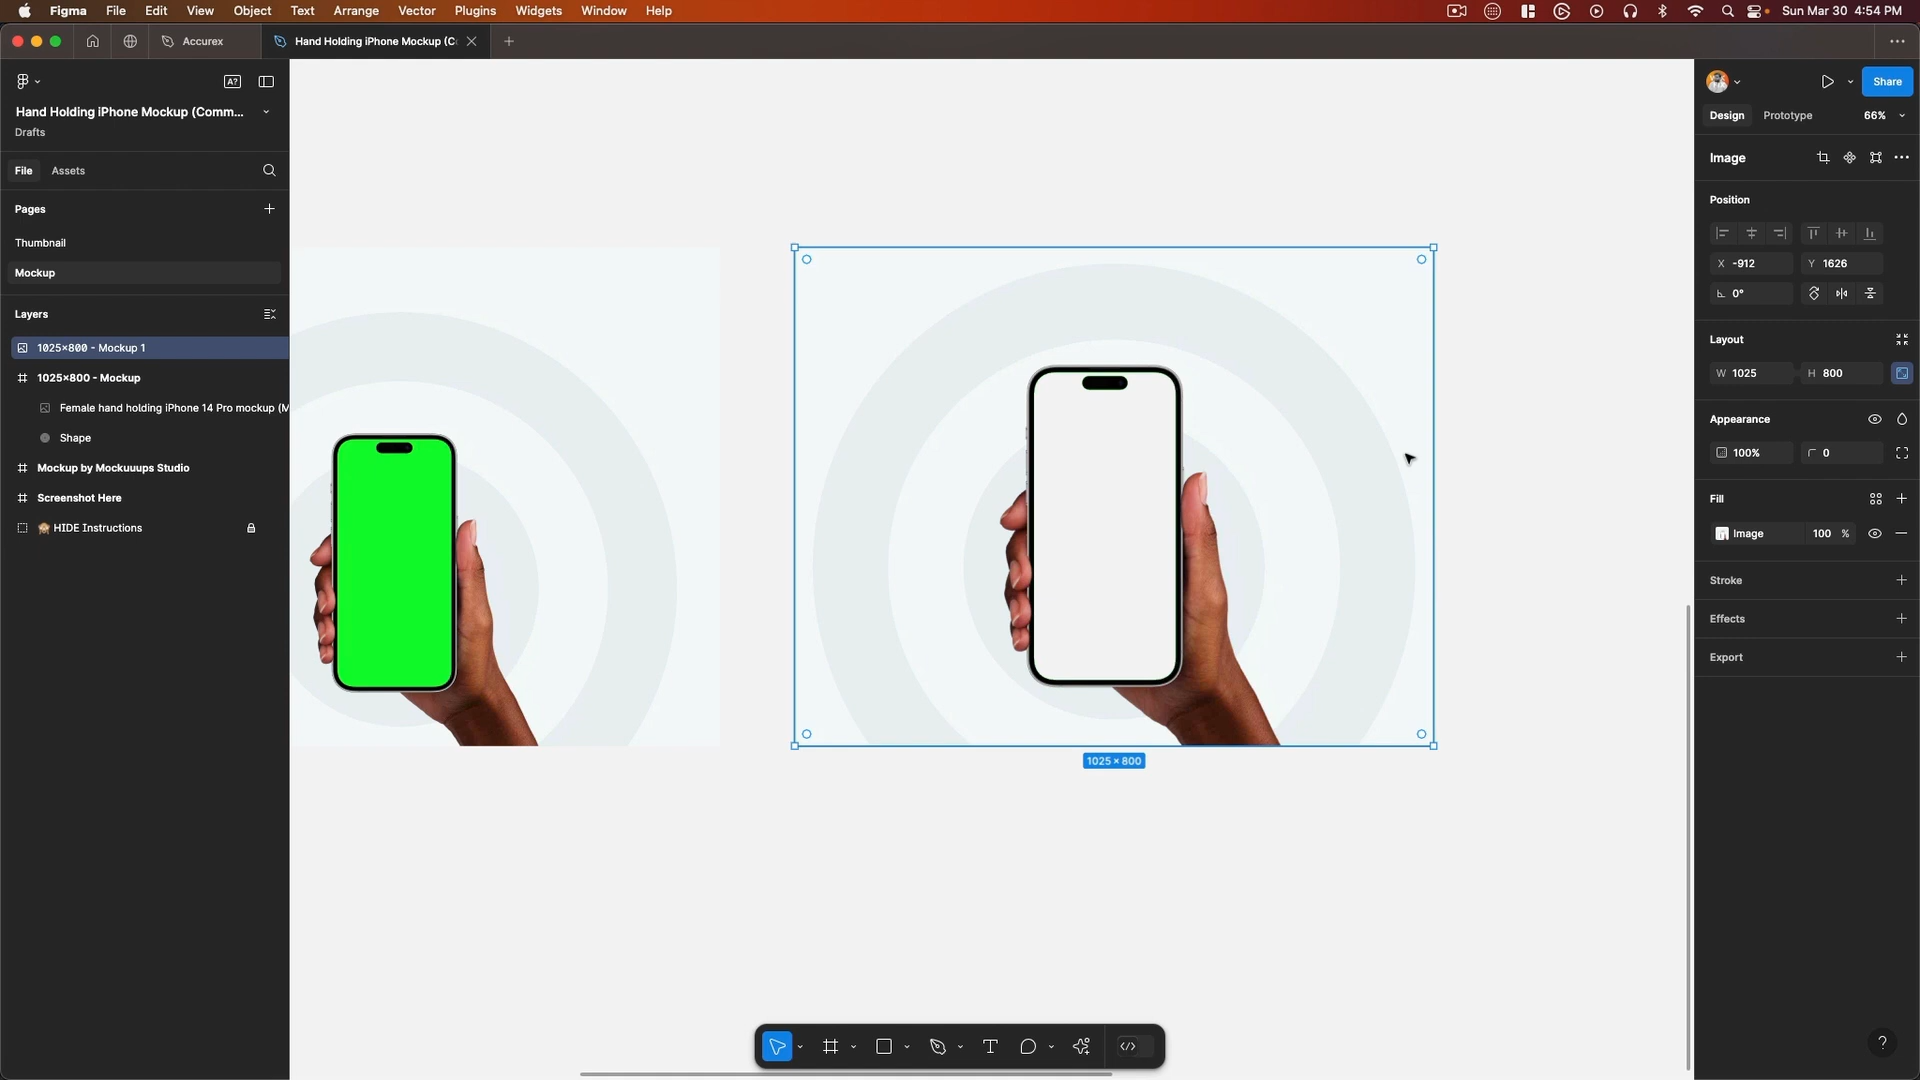 Figma File Edit View Object Text Arrange Vector Plugins Widgets Window Help
Sun Mar 30 4:54 PM
Accurex
Hand Holding iPhone Mockup (C
A?
Hand Holding iPhone Mockup (Comm...
Drafts
File Assets
Pages
Thumbnail
Mockup
Layers
1025×800 - Mockup 1
1025×800 - Mockup
Female hand holding iPhone 14 Pro mockup (M
Shape
Mockup by Mockuuups Studio
Screenshot Here
🙈 HIDE Instructions
1025 × 800
Share
Design Prototype 66%
Image
Position
X -912 Y 1626
0°
Layout
W 1025 H 800
Appearance
100% 0
Fill
Image 100 %
Stroke
Effects
Export
T
</>
?